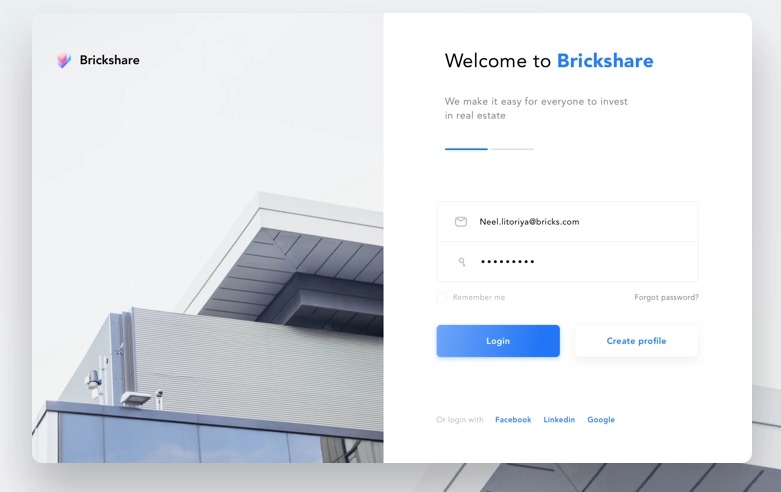 Brickshare
Welcome to Brickshare
We make it easy for everyone to invest
in real estate
Neel.litoriya@bricks.com
•••••••••
Remember me
Forgot password?
Login
Create profile
Or login with Facebook Linkedin Google